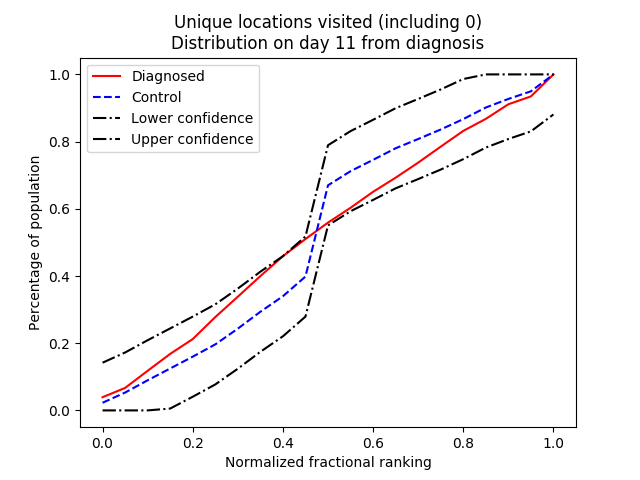 Unique locations visited (including 0)
Distribution on day 11 from diagnosis
Diagnosed
Control
Lower confidence
Upper confidence
Percentage of population
1.0
0.8
0.6
0.4
0.2
0.0
0.0 0.2 0.4 0.6 0.8 1.0
Normalized fractional ranking